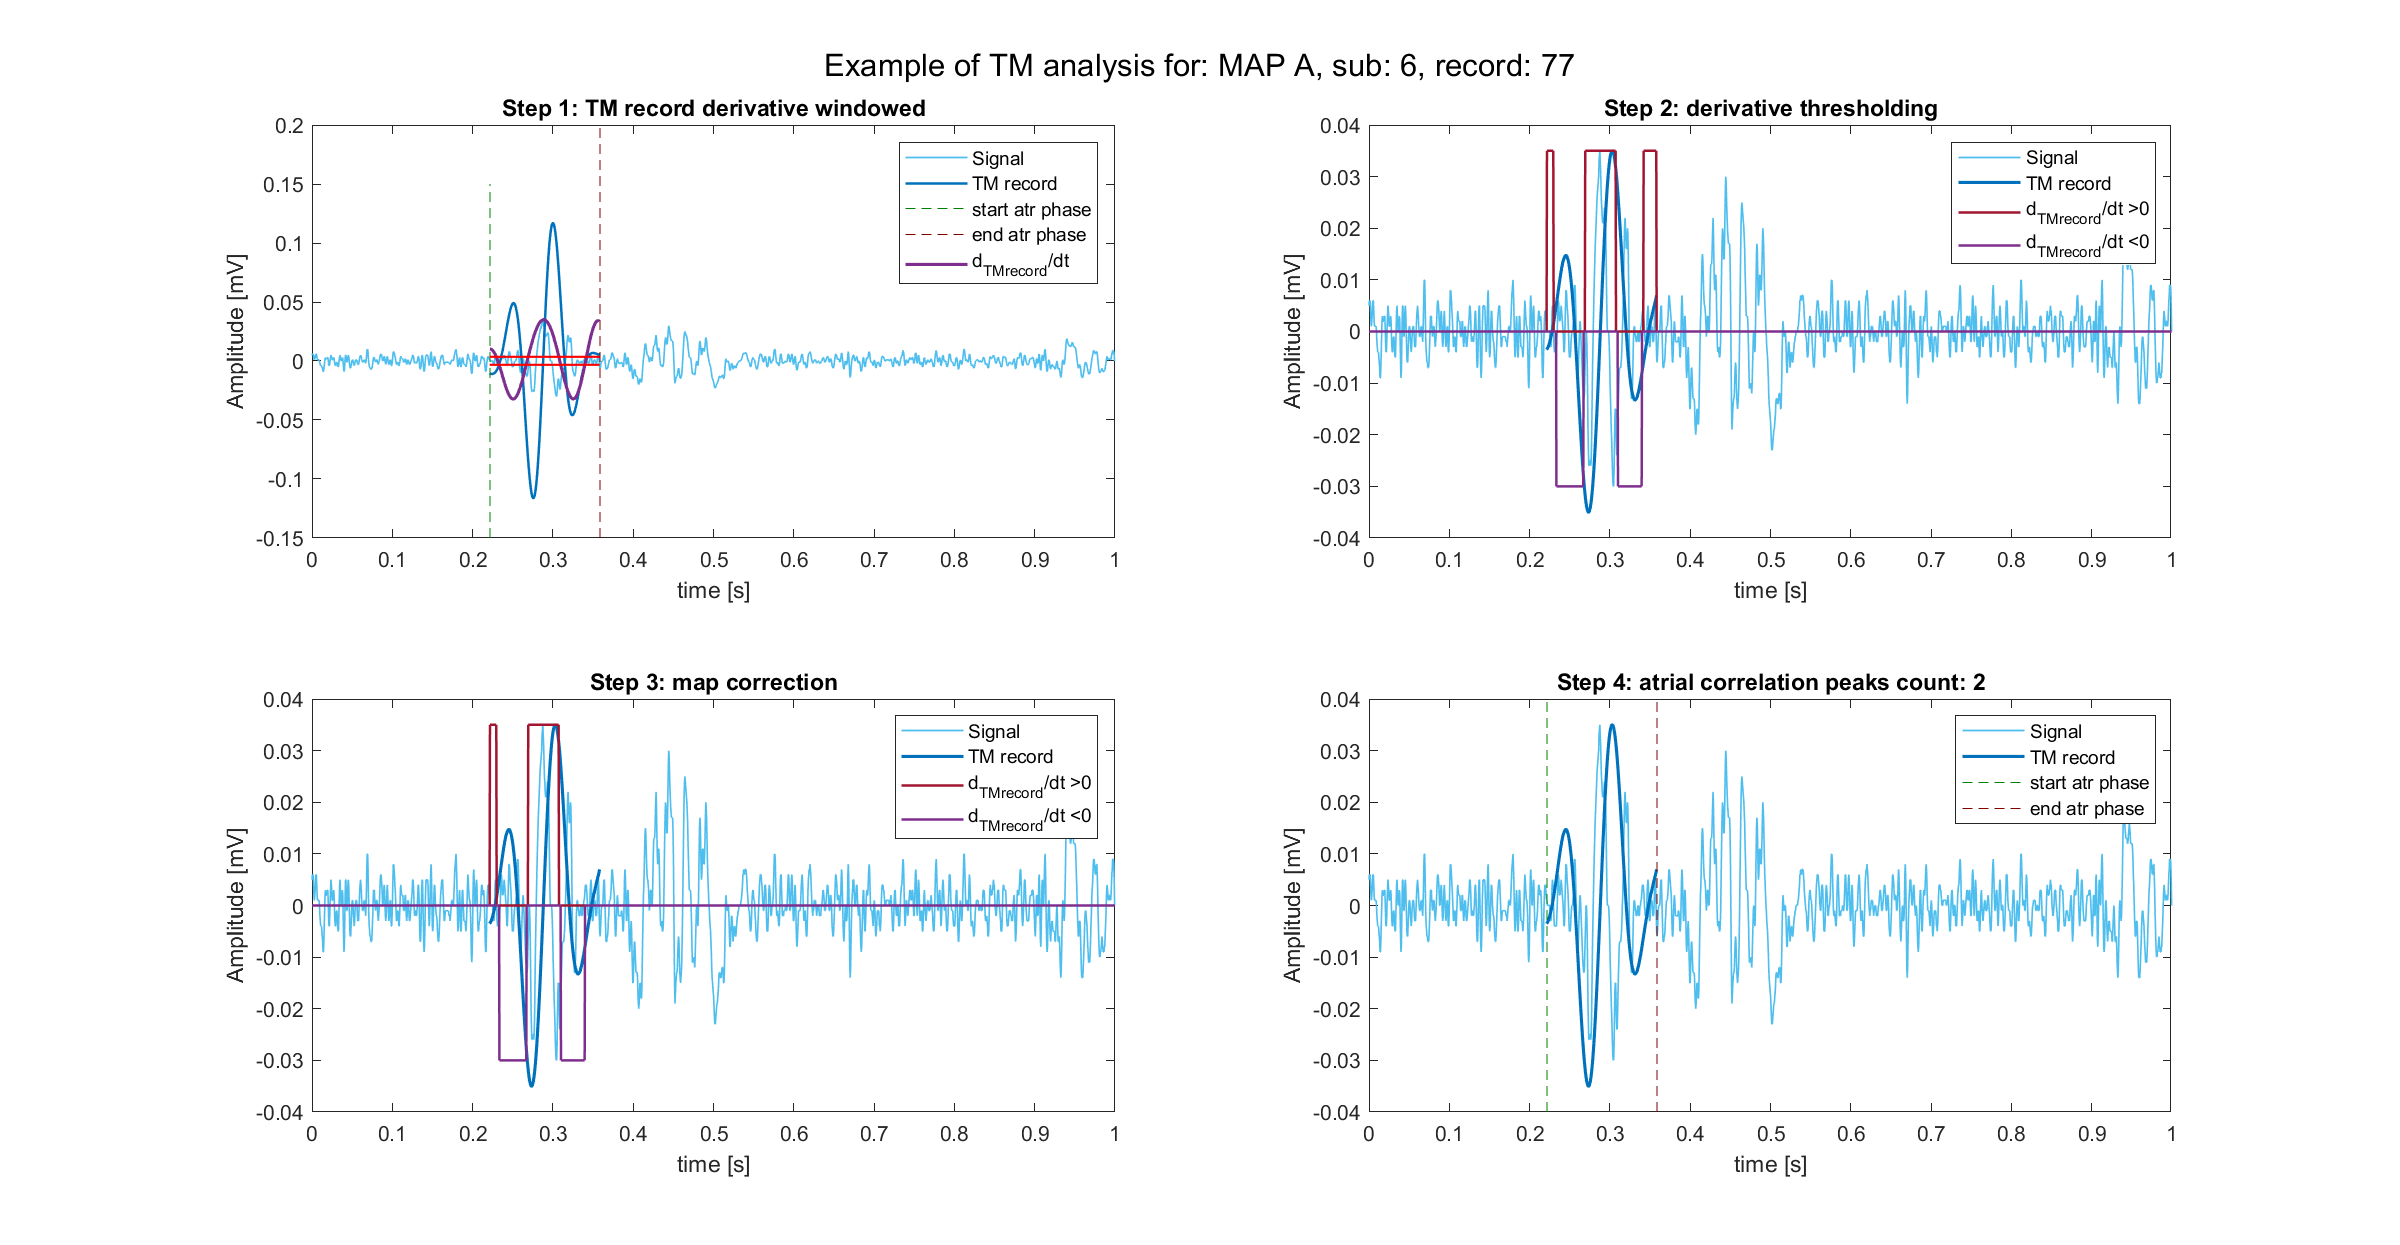 Example of TM analysis for: MAP A, sub: 6, record: 77
Step 1: TM record derivative windowed
0.2
0.15
0.1
0.05
0
-0.05
-0.1
-0.15
Amplitude [mV]
0 0.1 0.2 0.3 0.4 0.5 0.6 0.7 0.8 0.9 1
time [s]
Signal
TM record
start atr phase
end atr phase
dTMrecord/dt
Step 2: derivative thresholding
0.04
0.03
0.02
0.01
0
-0.01
-0.02
-0.03
-0.04
Amplitude [mV]
0 0.1 0.2 0.3 0.4 0.5 0.6 0.7 0.8 0.9 1
time [s]
Signal
TM record
dTMrecord/dt >0
dTMrecord/dt <0
Step 3: map correction
0.04
0.03
0.02
0.01
0
-0.01
-0.02
-0.03
-0.04
Amplitude [mV]
0 0.1 0.2 0.3 0.4 0.5 0.6 0.7 0.8 0.9 1
time [s]
Signal
TM record
dTMrecord/dt >0
dTMrecord/dt <0
Step 4: atrial correlation peaks count: 2
0.04
0.03
0.02
0.01
0
-0.01
-0.02
-0.03
-0.04
Amplitude [mV]
0 0.1 0.2 0.3 0.4 0.5 0.6 0.7 0.8 0.9 1
time [s]
Signal
TM record
start atr phase
end atr phase